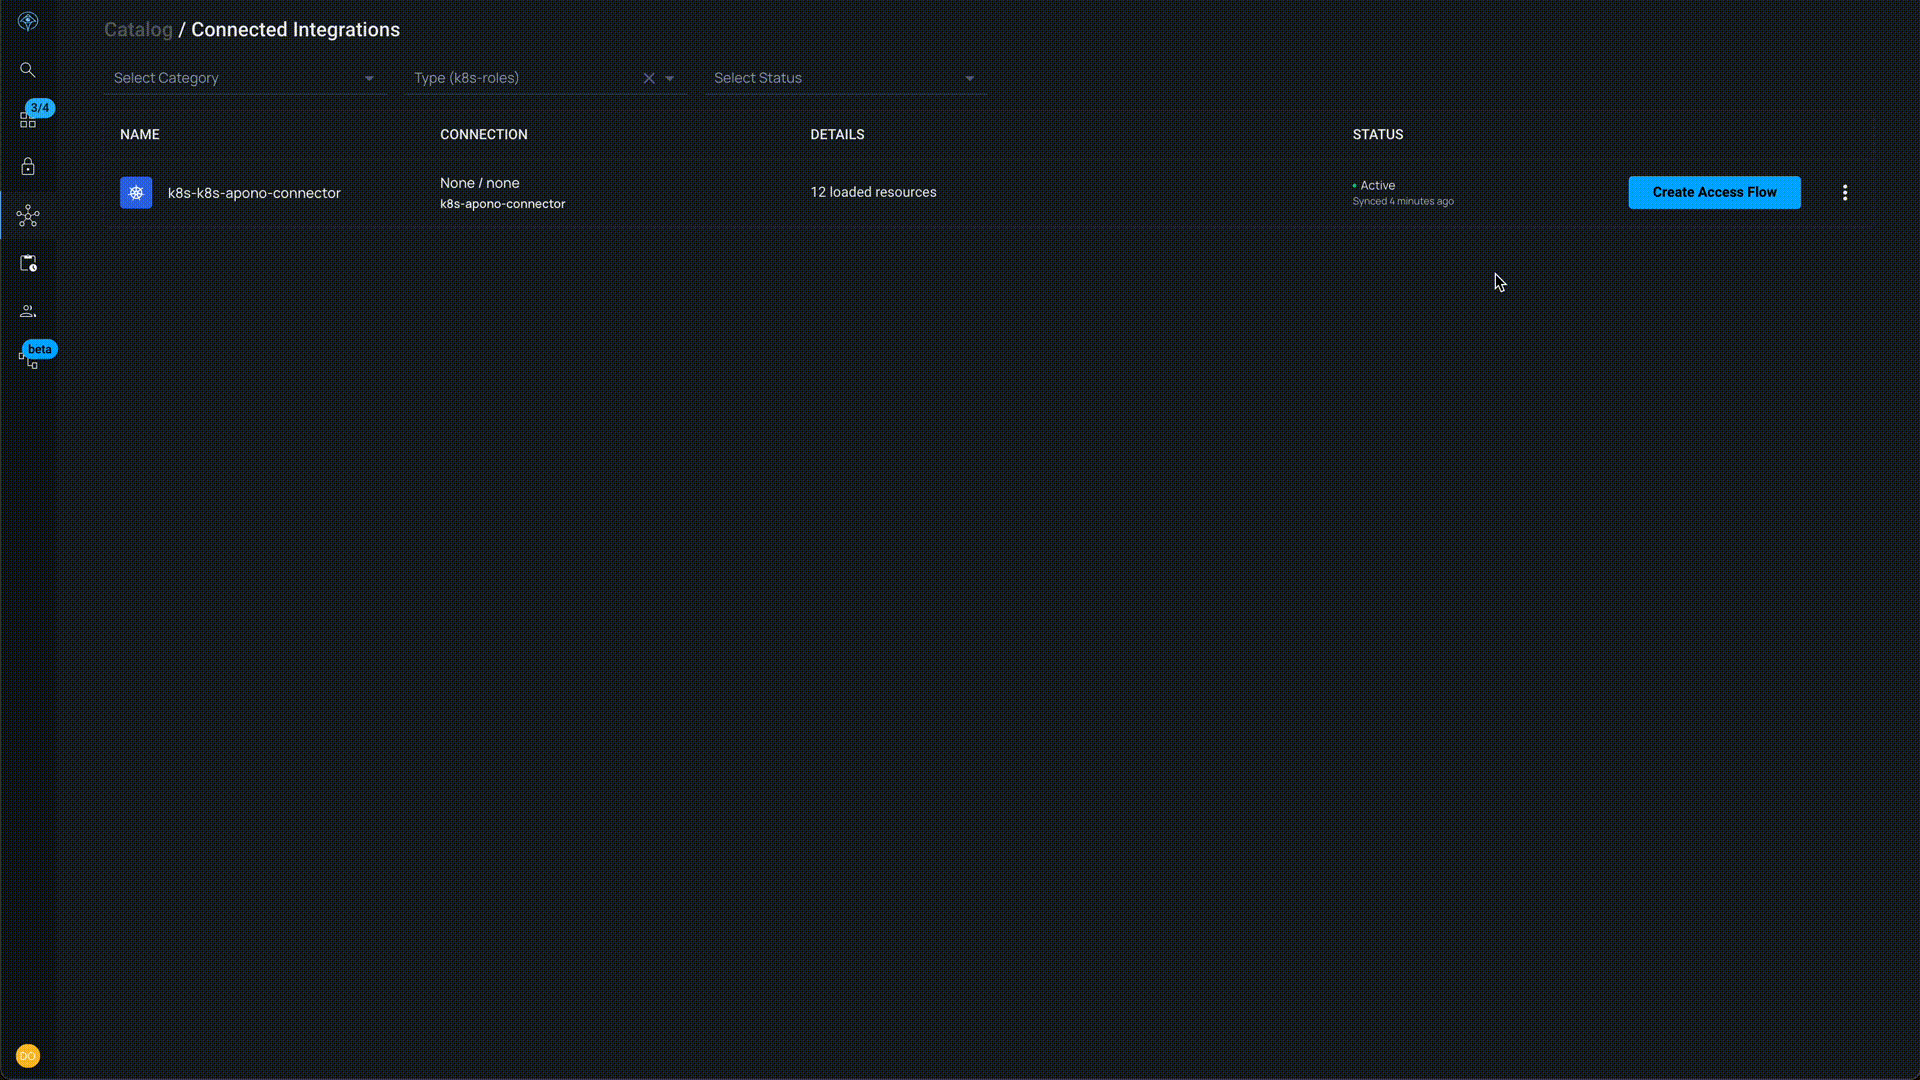 Catalog / Connected Integrations
Select Category
Type (k8s-roles)
Select Status
3/4
NAME
CONNECTION
DETAILS
STATUS
k8s-k8s-apono-connector
None / none
k8s-apono-connector
12 loaded resources
Active
Synced 4 minutes ago
Create Access Flow
beta
DO